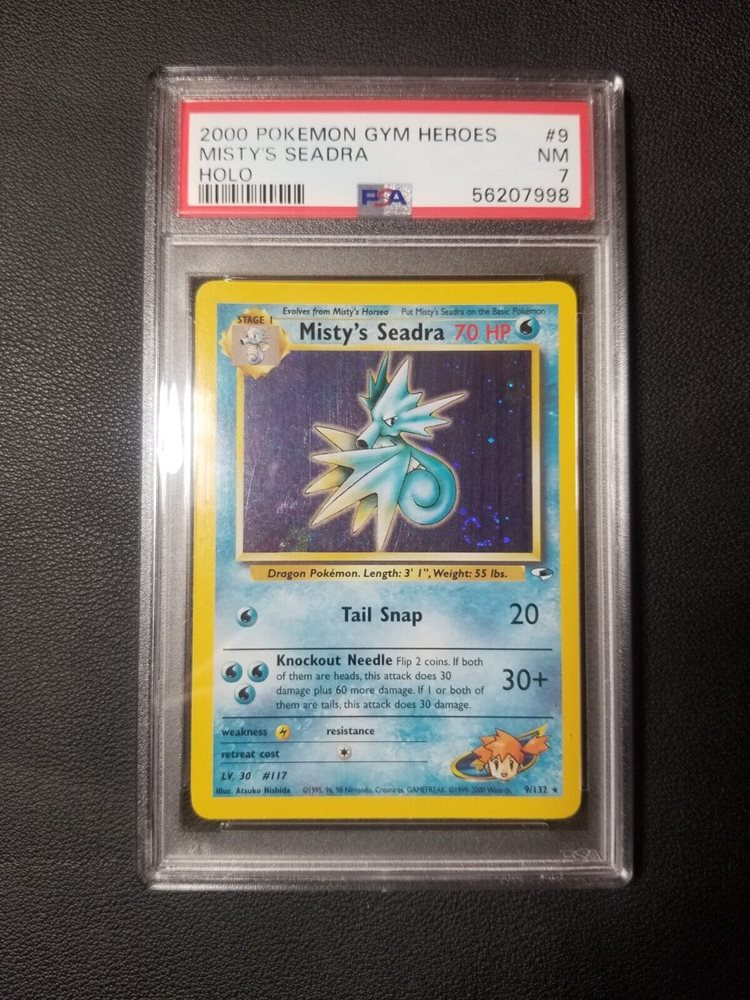 2000 POKEMON GYM HEROES #9
MISTY'S SEADRA NM
HOLO 7
PSA 56207998
Evolves from Misty's Horsea Put Misty's Seadra on the Basic Pokémon
STAGE 1
Misty's Seadra 70 HP
Dragon Pokémon. Length: 3' 1", Weight: 55 lbs.
Tail Snap 20
Knockout Needle Flip 2 coins. If both
of them are heads, this attack does 30
damage plus 60 more damage. If 1 or both of
them are tails, this attack does 30 damage.
30+
weakness resistance
retreat cost
LV. 30 #117
Illus. Atsuko Nishida ©1995, 96, 98 Nintendo, Creatures, GAMEFREAK. ©1999-2000 Wizards. 9/132 ★
PSA